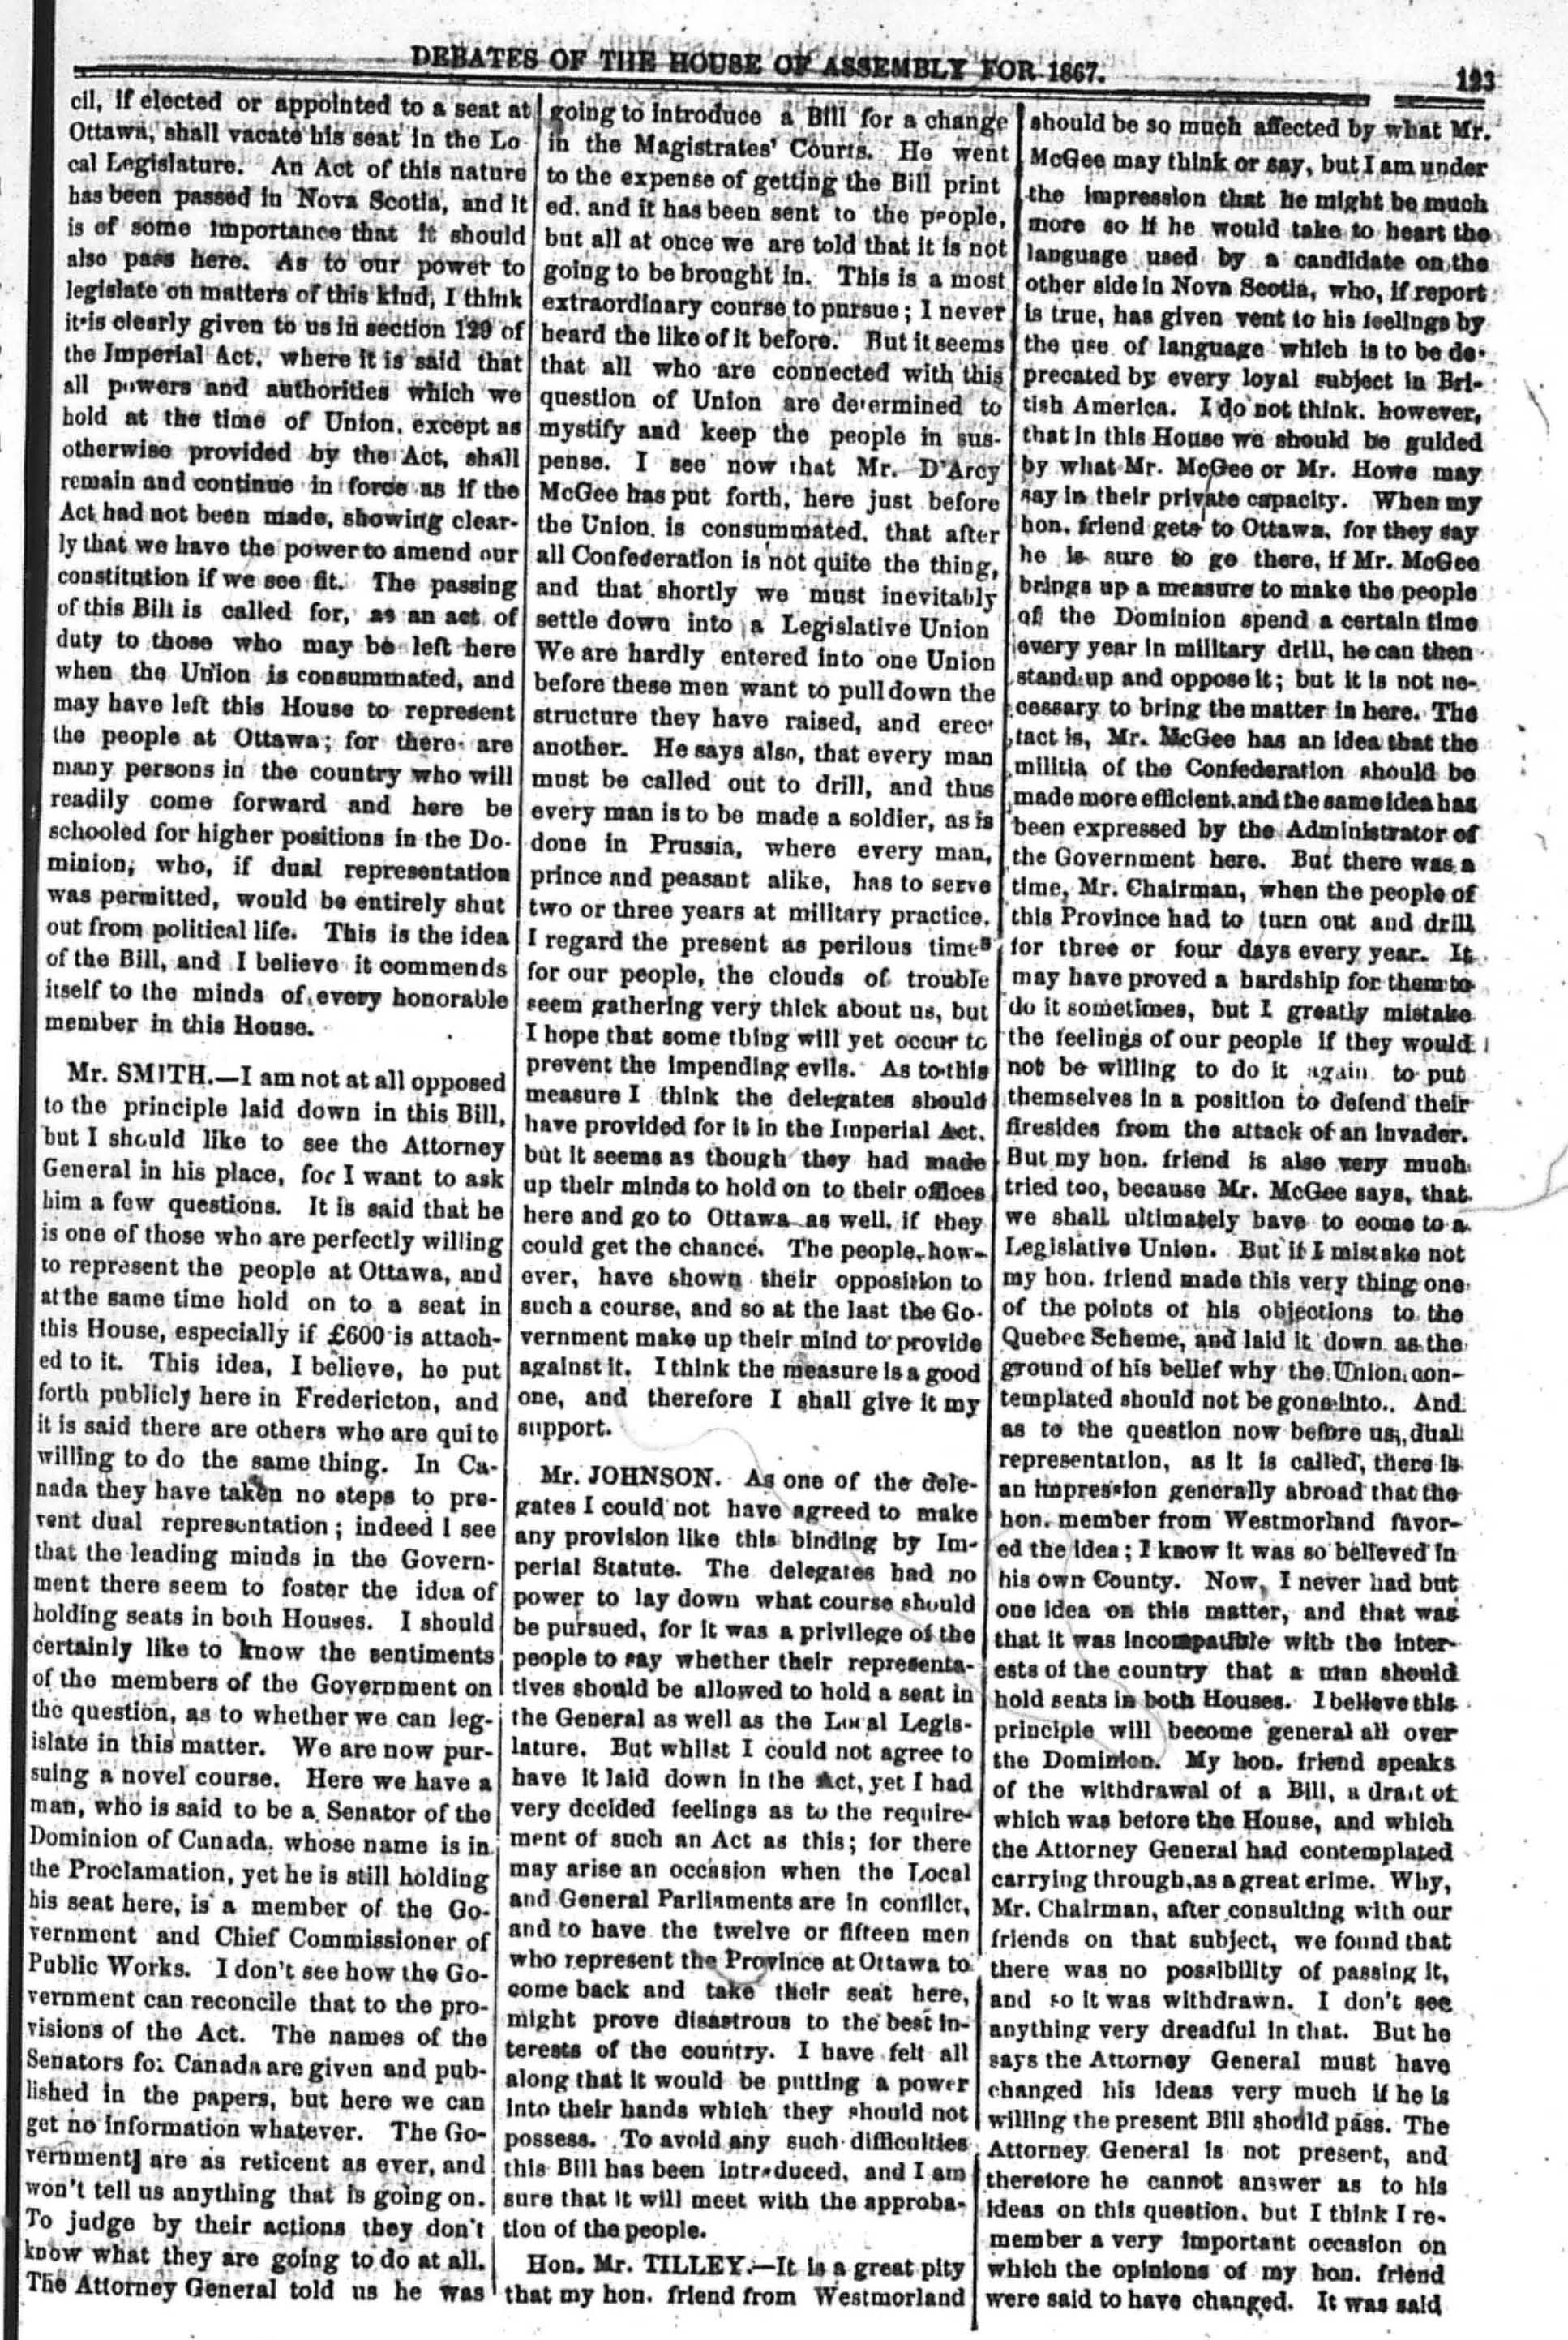 DEBATES OF THE HOUSE OF ASSEMBLY FOR 1867.
123
cil, if elected or appointed to a seat at
Ottawa, shall vacate his seat in the Lo
cal Legislature. An Act of this nature
has been passed in Nova Scotia, and it
is of some importance that it should
also pass here. As to our power to
legislate on matters of this kind, I think
it is clearly given to us in section 129 of
the Imperial Act, where it is said that
all powers and authorities which we
hold at the time of Union, except as
otherwise provided by the Act, shall
remain and continue in force as if the
Act had not been made, showing clear-
ly that we have the power to amend our
constitution if we see fit. The passing
of this Bill is called for, as an act of
duty to those who may be left here
when the Union is consummated, and
may have left this House to represent
the people at Ottawa; for there are
many persons in the country who will
readily come forward and here be
schooled for higher positions in the Do-
minion, who, if dual representation
was permitted, would be entirely shut
out from political life. This is the idea
of the Bill, and I believe it commends
itself to the minds of every honorable
member in this House.
Mr. SMITH.—I am not at all opposed
to the principle laid down in this Bill,
but I should like to see the Attorney
General in his place, for I want to ask
him a few questions. It is said that he
is one of those who are perfectly willing
to represent the people at Ottawa, and
at the same time hold on to a seat in
this House, especially if £600 is attach-
ed to it. This idea, I believe, he put
forth publicly here in Fredericton, and
it is said there are others who are quite
willing to do the same thing. In Ca-
nada they have taken no steps to pre-
vent dual representation; indeed I see
that the leading minds in the Govern-
ment there seem to foster the idea of
holding seats in both Houses. I should
certainly like to know the sentiments
of the members of the Government on
the question, as to whether we can leg-
islate in this matter. We are now pur-
suing a novel course. Here we have a
man, who is said to be a Senator of the
Dominion of Canada, whose name is in
the Proclamation, yet he is still holding
his seat here, is a member of the Go-
vernment and Chief Commissioner of
Public Works. I don't see how the Go-
vernment can reconcile that to the pro-
visions of the Act. The names of the
Senators for Canada are given and pub-
lished in the papers, but here we can
get no information whatever. The Go-
vernment are as reticent as ever, and
won't tell us anything that is going on.
To judge by their actions they don't
know what they are going to do at all.
The Attorney General told us he was
going to introduce a Bill for a change
in the Magistrates' Courts. He went
to the expense of getting the Bill print
ed, and it has been sent to the people,
but all at once we are told that it is not
going to be brought in. This is a most
extraordinary course to pursue; I never
heard the like of it before. But it seems
that all who are connected with this
question of Union are determined to
mystify and keep the people in sus-
pense. I see now that Mr. D'Arcy
McGee has put forth, here just before
the Union is consummated, that after
all Confederation is not quite the thing,
and that shortly we must inevitably
settle down into a Legislative Union
We are hardly entered into one Union
before these men want to pull down the
structure they have raised, and erec'
another. He says also, that every man
must be called out to drill, and thus
every man is to be made a soldier, as is
done in Prussia, where every man,
prince and peasant alike, has to serve
two or three years at military practice.
I regard the present as perilous times
for our people, the clouds of trouble
seem gathering very thick about us, but
I hope that some thing will yet occur to
prevent the impending evils. As to this
measure I think the delegates should
have provided for it in the Imperial Act,
but it seems as though they had made
up their minds to hold on to their offices
here and go to Ottawa as well, if they
could get the chance. The people, how-
ever, have shown their opposition to
such a course, and so at the last the Go-
vernment make up their mind to provide
against it. I think the measure is a good
one, and therefore I shall give it my
support.
Mr. JOHNSON. As one of the dele-
gates I could not have agreed to make
any provision like this binding by Im-
perial Statute. The delegates had no
power to lay down what course should
be pursued, for it was a privilege of the
people to say whether their representa-
tives should be allowed to hold a seat in
the General as well as the Local Legis-
lature. But whilst I could not agree to
have it laid down in the Act, yet I had
very decided feelings as to the require-
ment of such an Act as this; for there
may arise an occasion when the Local
and General Parliaments are in conflict,
and to have the twelve or fifteen men
who represent the Province at Ottawa to
come back and take their seat here,
might prove disastrous to the best in-
terests of the country. I have felt all
along that it would be putting a power
into their hands which they should not
possess. To avoid any such difficulties
this Bill has been introduced, and I am
sure that it will meet with the approba-
tion of the people.
Hon. Mr. TILLEY.—It is a great pity
that my hon. friend from Westmorland
should be so much affected by what Mr.
McGee may think or say, but I am under
the impression that he might be much
more so if he would take to heart the
language used by a candidate on the
other side in Nova Scotia, who, if report
is true, has given vent to his feelings by
the use of language which is to be de-
precated by every loyal subject in Bri-
tish America. I do not think, however,
that in this House we should be guided
by what Mr. McGee or Mr. Howe may
say in their private capacity. When my
hon. friend gets to Ottawa, for they say
he is sure to go there, if Mr. McGee
brings up a measure to make the people
of the Dominion spend a certain time
every year in military drill, he can then
stand up and oppose it; but it is not ne-
cessary to bring the matter in here. The
fact is, Mr. McGee has an idea that the
militia of the Confederation should be
made more efficient, and the same idea has
been expressed by the Administrator of
the Government here. But there was a
time, Mr. Chairman, when the people of
this Province had to turn out and drill
for three or four days every year. It
may have proved a hardship for them to
do it sometimes, but I greatly mistake
the feelings of our people if they would
not be willing to do it again to put
themselves in a position to defend their
firesides from the attack of an invader.
But my hon. friend is also very much
tried too, because Mr. McGee says, that
we shall ultimately have to come to a
Legislative Union. But if I mistake not
my hon. friend made this very thing one
of the points of his objections to the
Quebec Scheme, and laid it down as the
ground of his belief why the Union con-
templated should not be gone into. And
as to the question now before us, dual
representation, as it is called, there is
an impression generally abroad that the
hon. member from Westmorland favor-
ed the idea; I know it was so believed in
his own County. Now, I never had but
one idea on this matter, and that was
that it was incompatible with the inter-
ests of the country that a man should
hold seats in both Houses. I believe this
principle will become general all over
the Dominion. My hon. friend speaks
of the withdrawal of a Bill, a draft of
which was before the House, and which
the Attorney General had contemplated
carrying through, as a great crime. Why,
Mr. Chairman, after consulting with our
friends on that subject, we found that
there was no possibility of passing it,
and so it was withdrawn. I don't see
anything very dreadful in that. But he
says the Attorney General must have
changed his ideas very much if he is
willing the present Bill should pass. The
Attorney General is not present, and
therefore he cannot answer as to his
ideas on this question, but I think I re-
member a very important occasion on
which the opinions of my hon. friend
were said to have changed. It was said